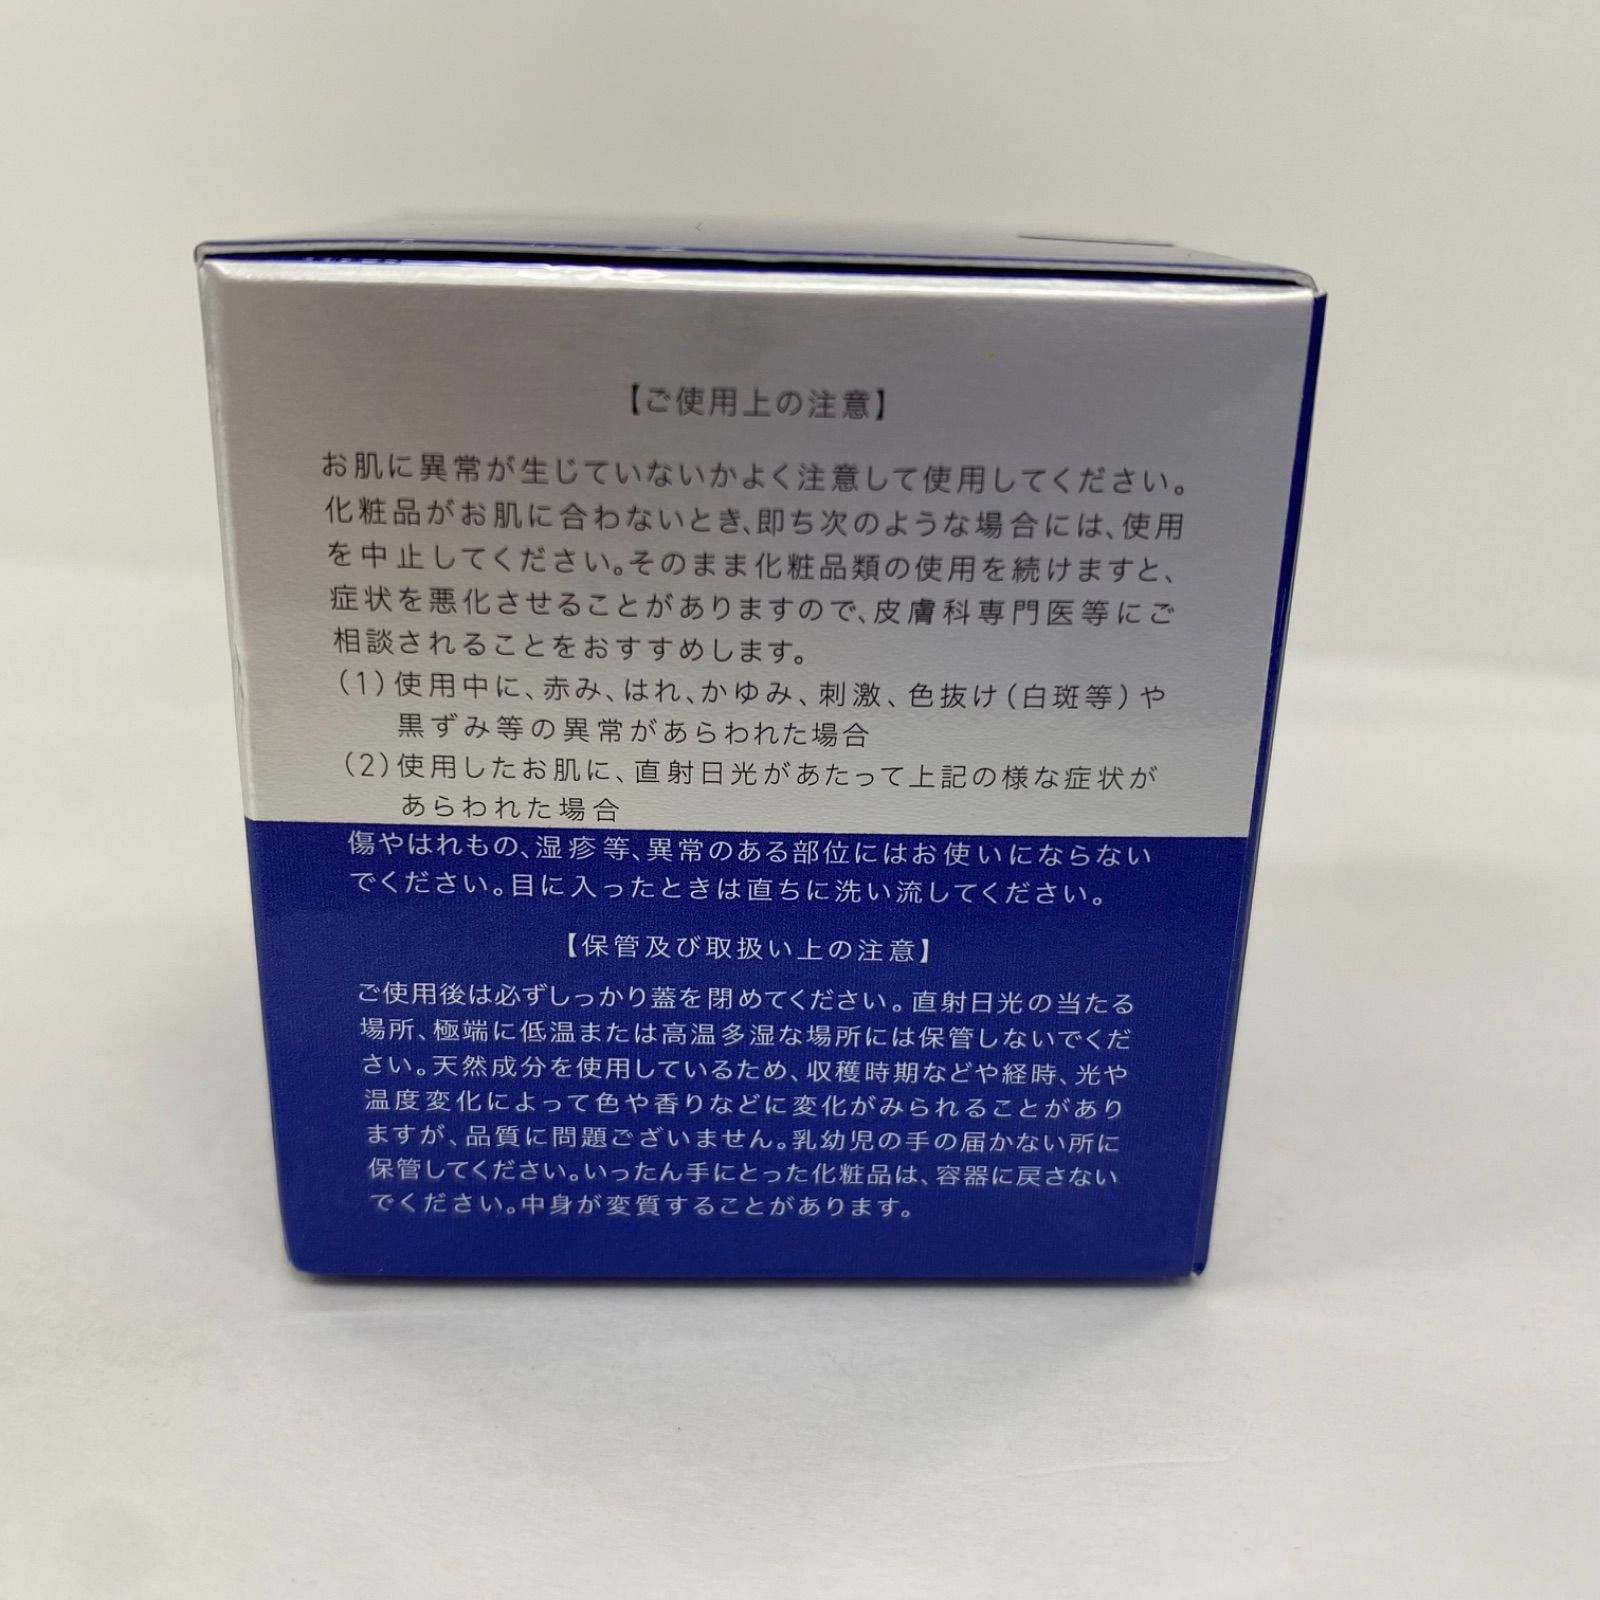 【ご使用上の注意】
お肌に異常が生じていないかよく注意して使用してください。
化粧品がお肌に合わないとき、即ち次のような場合には、使用
を中止してください。そのまま化粧品類の使用を続けますと、
症状を悪化させることがありますので、皮膚科専門医等にご
相談されることをおすすめします。
（1）使用中に、赤み、はれ、かゆみ、刺激、色抜け（白斑等）や
黒ずみ等の異常があらわれた場合
（2）使用したお肌に、直射日光があたって上記の様な症状が
あらわれた場合
傷やはれもの、湿疹等、異常のある部位にはお使いにならない
でください。目に入ったときは直ちに洗い流してください。
【保管及び取扱い上の注意】
ご使用後は必ずしっかり蓋を閉めてください。直射日光の当たる
場所、極端に低温または高温多湿な場所には保管しないでくだ
さい。天然成分を使用しているため、収穫時期などや経時、光や
温度変化によって色や香りなどに変化がみられることがあり
ますが、品質に問題ございません。乳幼児の手の届かない所に
保管してください。いったん手にとった化粧品は、容器に戻さない
でください。中身が変質することがあります。